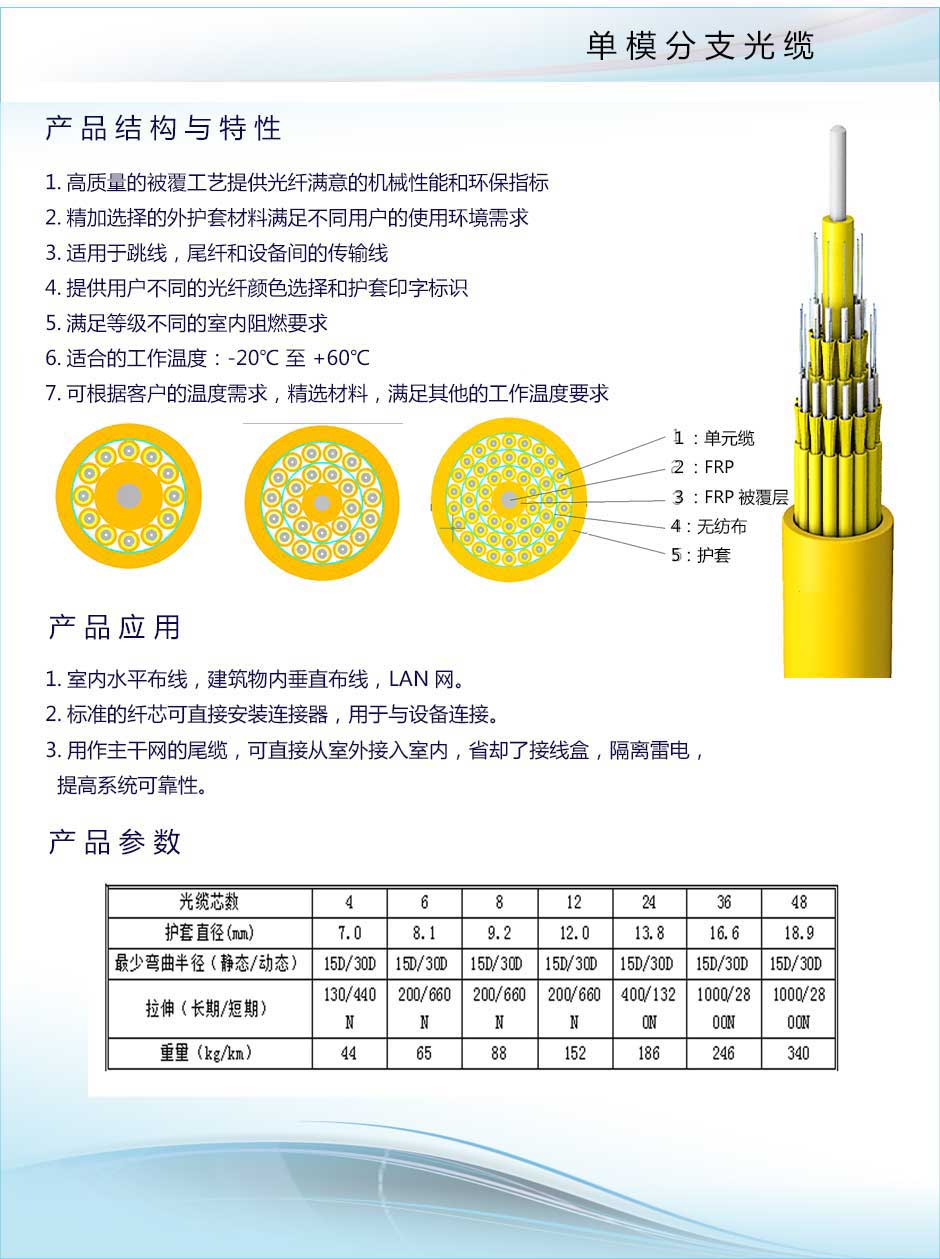 单模分支光缆
产品结构与特性
1. 高质量的被覆工艺提供光纤满意的机械性能和环保指标
2. 精加选择的外护套材料满足不同用户的使用环境需求
3. 适用于跳线，尾纤和设备间的传输线
4. 提供用户不同的光纤颜色选择和护套印字标识
5. 满足等级不同的室内阻燃要求
6. 适合的工作温度：-20℃ 至 +60℃
7. 可根据客户的温度需求，精选材料，满足其他的工作温度要求
1：单元缆
2：FRP
3：FRP 被覆层
4：无纺布
5：护套
产品应用
1. 室内水平布线，建筑物内垂直布线，LAN 网。
2. 标准的纤芯可直接安装连接器，用于与设备连接。
3. 用作主干网的尾缆，可直接从室外接入室内，省却了接线盒，隔离雷电，
提高系统可靠性。
产品参数
光缆芯数 4 6 8 12 24 36 48
护套直径(mm) 7.0 8.1 9.2 12.0 13.8 16.6 18.9
最少弯曲半径（静态/动态） 15D/30D 15D/30D 15D/30D 15D/30D 15D/30D 15D/30D 15D/30D
拉伸（长期/短期） 130/440N 200/660N 200/660N 200/660N 400/1320N 1000/2800N 1000/2800N
重量（kg/km） 44 65 88 152 186 246 340